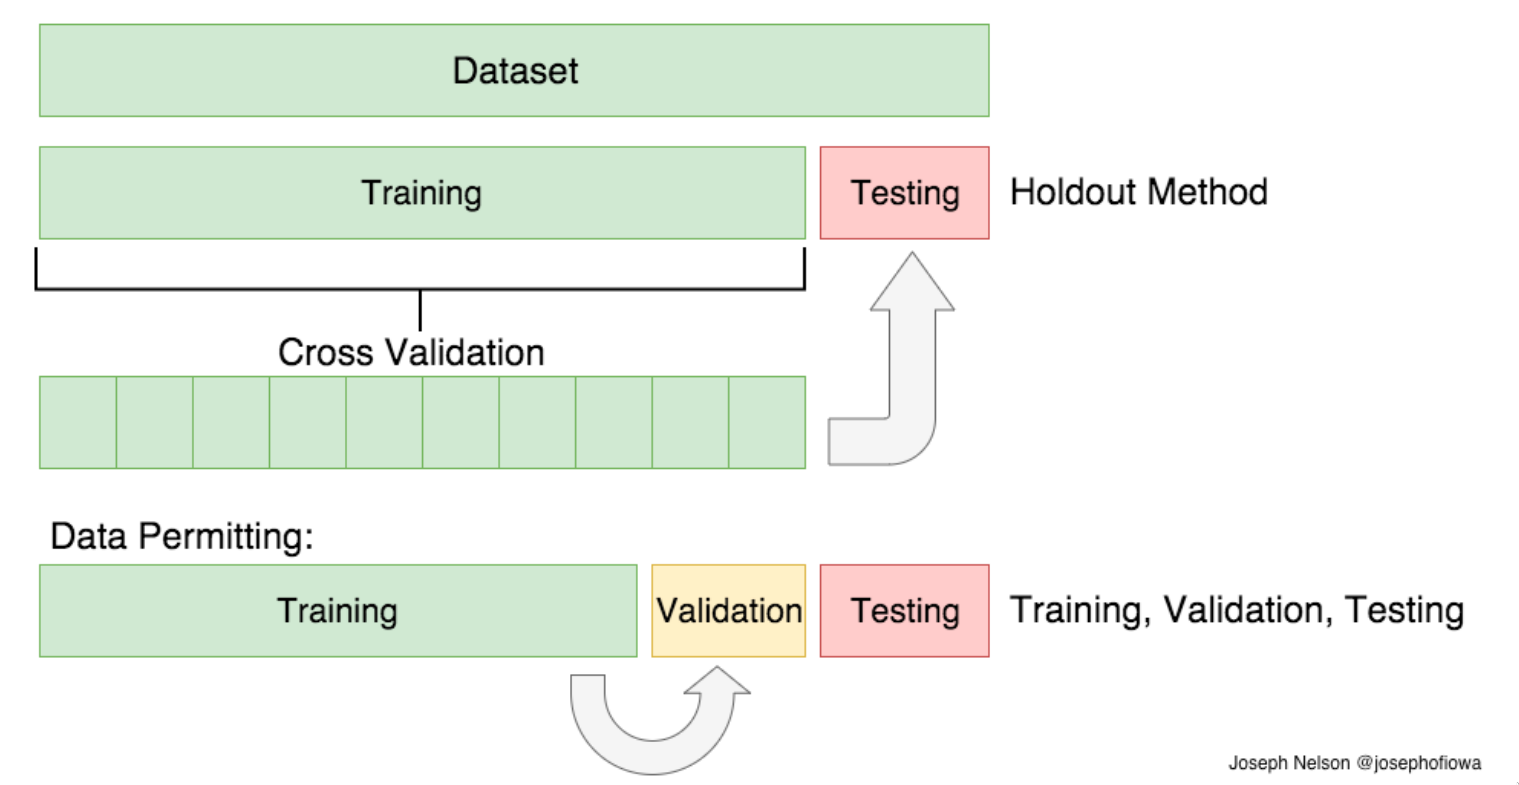 Dataset
Training
Testing
Holdout Method
Cross Validation
Data Permitting:
Training
Validation
Testing
Training, Validation, Testing
Joseph Nelson @josephofiowa